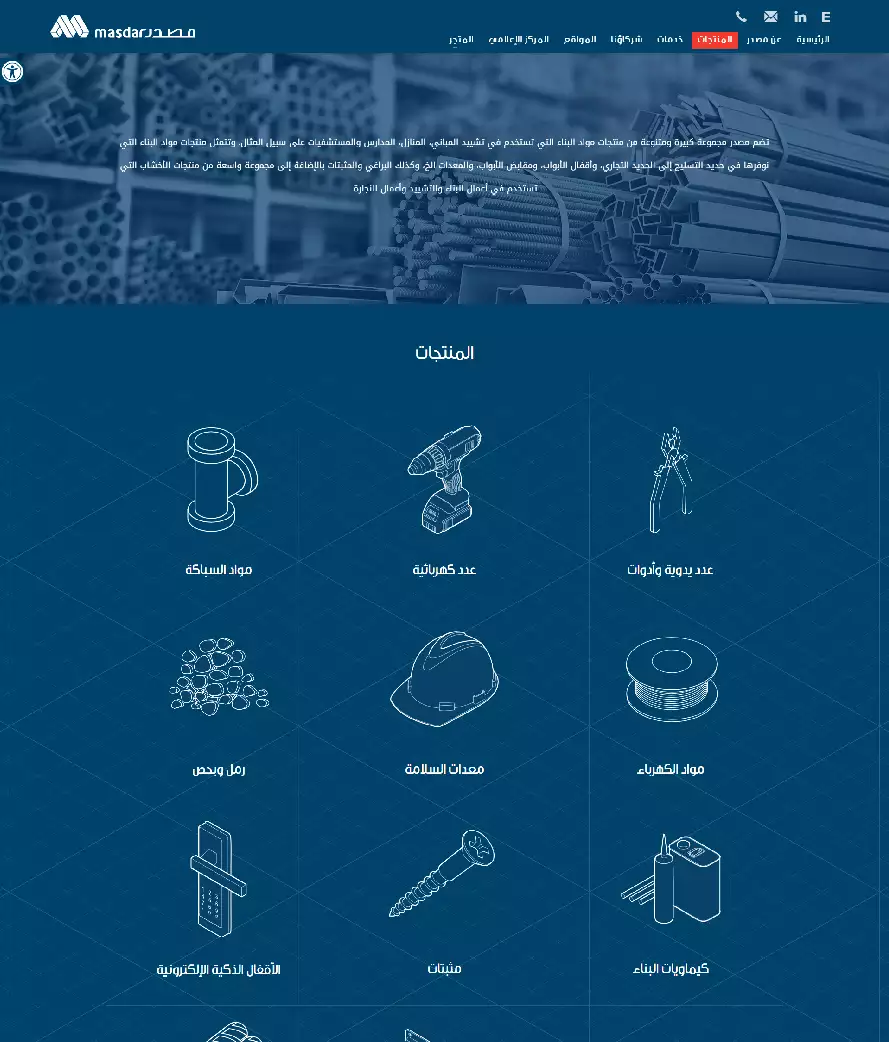 E
مصدر masdar
الرئيسية
عن مصدر
المنتجات
خدمات
شركاؤنا
المواقع
المركز الإعلامي
المتجر
تضم مصدر مجموعة كبيرة ومتنوعة من منتجات مواد البناء التي تستخدم في تشييد المباني، المنازل، المدارس والمستشفيات على سبيل المثال، وتتمثل منتجات مواد البناء التي
نوفرها في حديد التسليح إلى الحديد التجاري، وأقفال الأبواب، ومقابض الأبواب، والمعدات الخ، وكذلك البراغي والمثبتات بالإضافة إلى مجموعة واسعة من منتجات الأخشاب التي
تستخدم في أعمال البناء والتشييد وأعمال النجارة
المنتجات
عدد يدوية وأدوات
عدد كهربائية
مواد السباكة
مواد الكهرباء
معدات السلامة
رمل وبحص
كيماويات البناء
مثبتات
الأقفال الذكية الإلكترونية